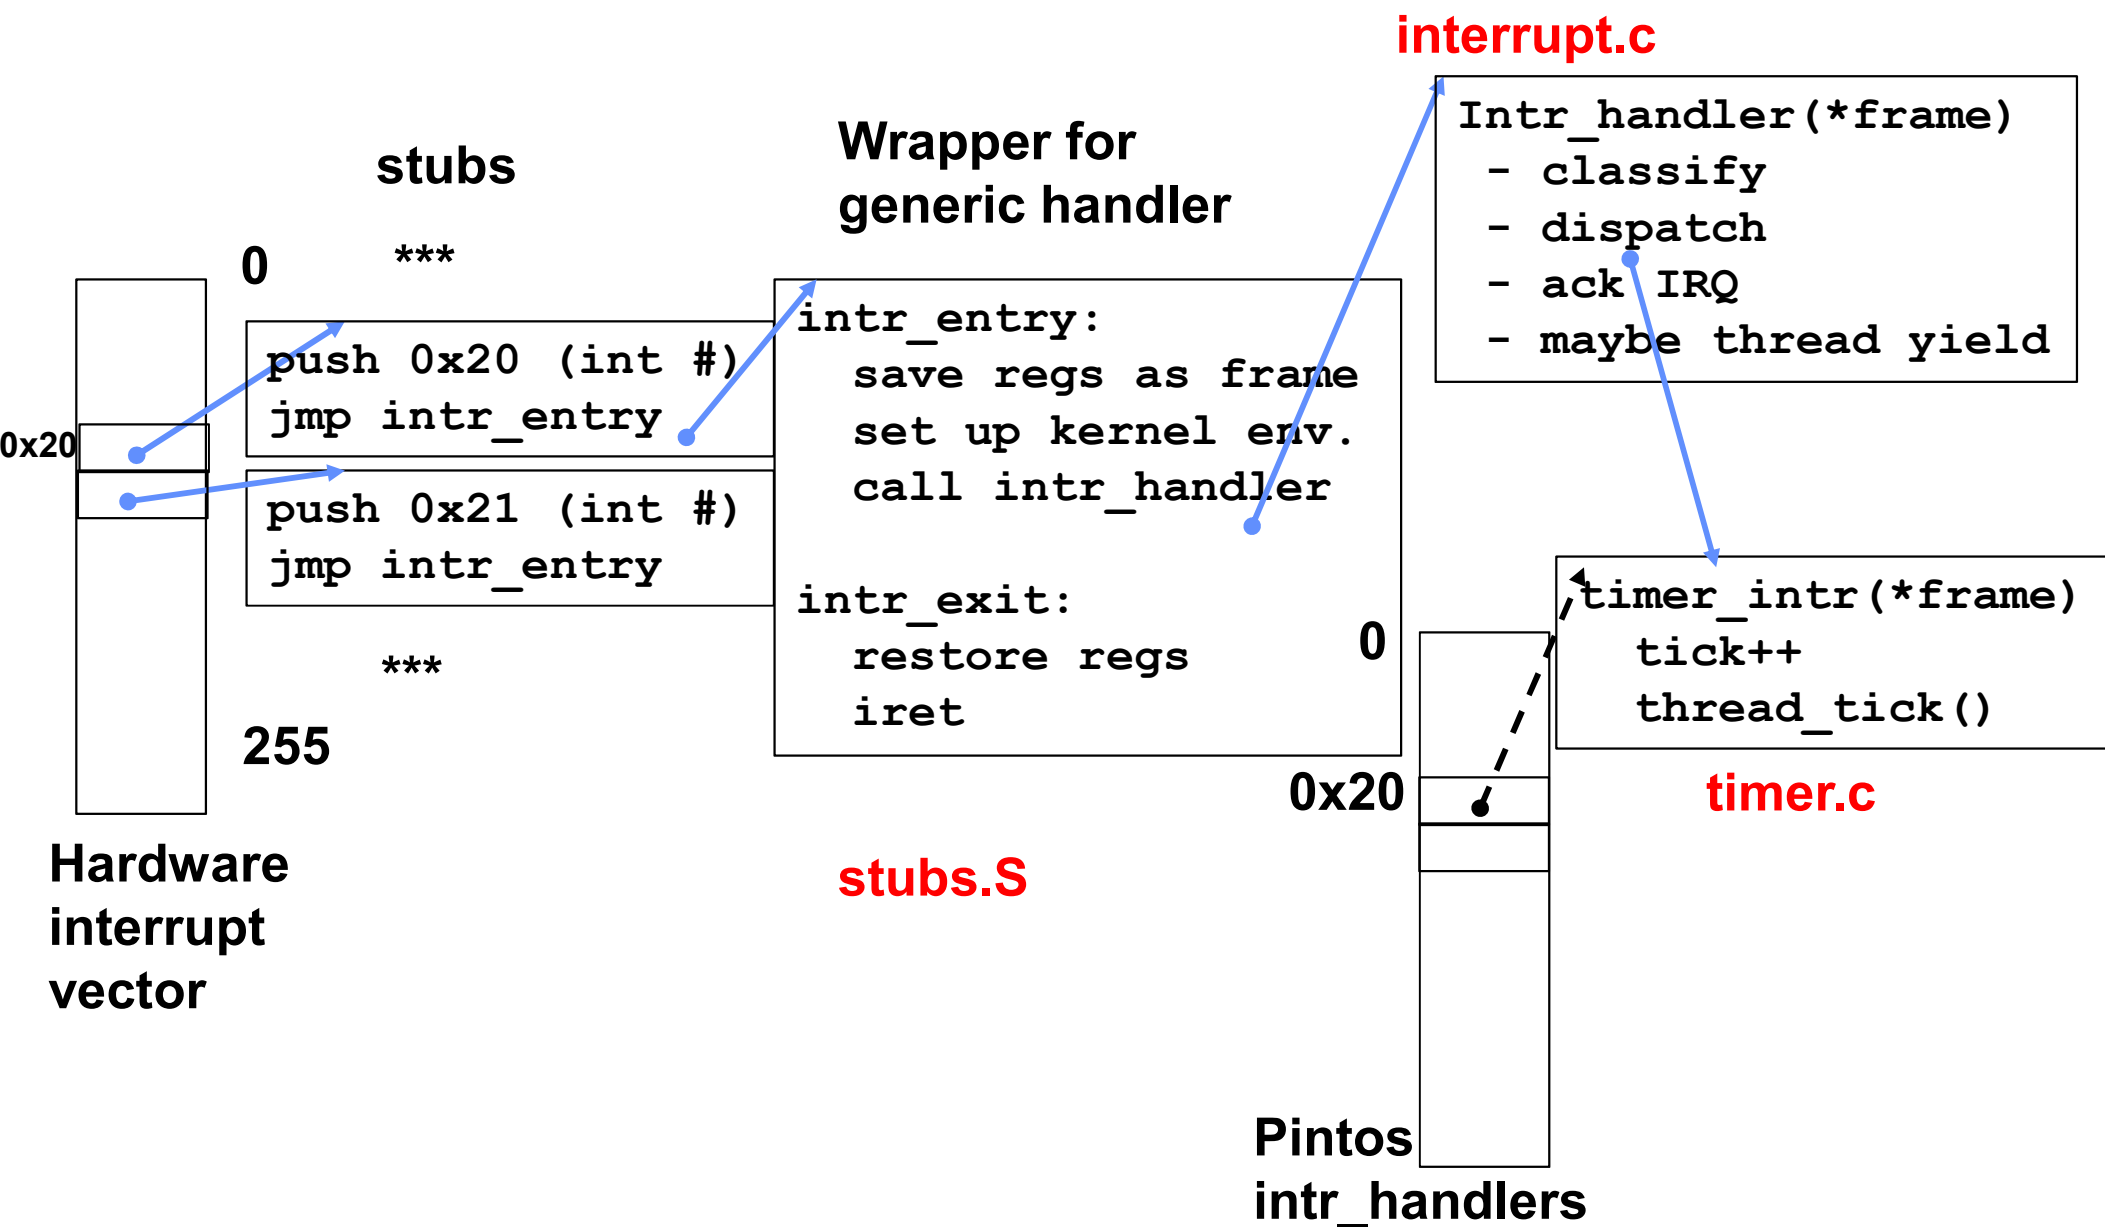 interrupt.c
Intr_handler(*frame)
- classify
- dispatch
- ack IRQ
- maybe thread yield
stubs
***
Wrapper for
generic handler
0
0x20
push 0x20 (int #)
jmp intr_entry
push 0x21 (int #)
jmp intr_entry
***
255
Hardware
interrupt
vector
intr_entry:
save regs as frame
set up kernel env.
call intr_handler
intr_exit:
restore regs
iret
stubs.S
timer_intr(*frame)
tick++
thread_tick()
timer.c
0
0x20
Pintos
intr_handlers